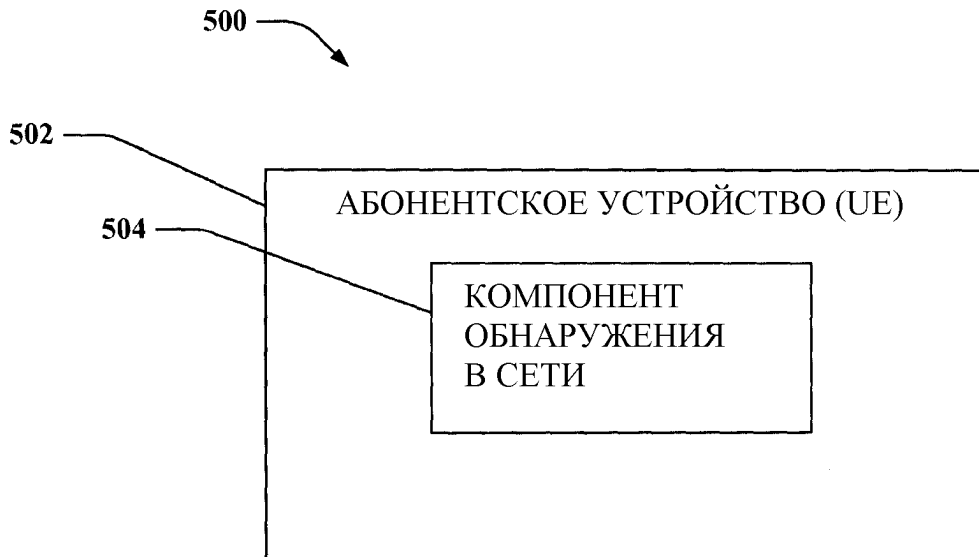 500
502
АБОНЕНТСКОЕ УСТРОЙСТВО (UE)
504
КОМПОНЕНТ
ОБНАРУЖЕНИЯ
В СЕТИ